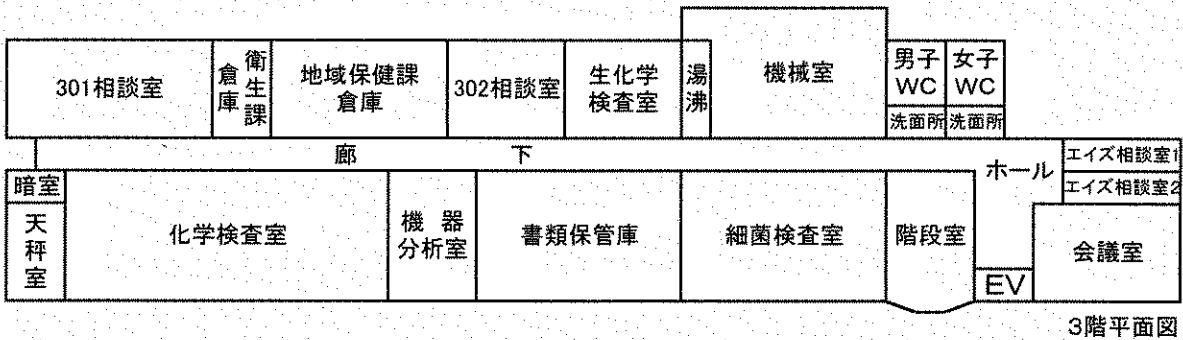 301相談室
衛生課
倉庫
地域保健課
倉庫
302相談室
生化学
検査室
湯沸
機械室
男子
WC
女子
WC
洗面所
洗面所
廊下
ホール
エイズ相談室1
エイズ相談室2
暗室
天秤室
化学検査室
機器
分析室
書類保管庫
細菌検査室
階段室
EV
会議室
3階平面図